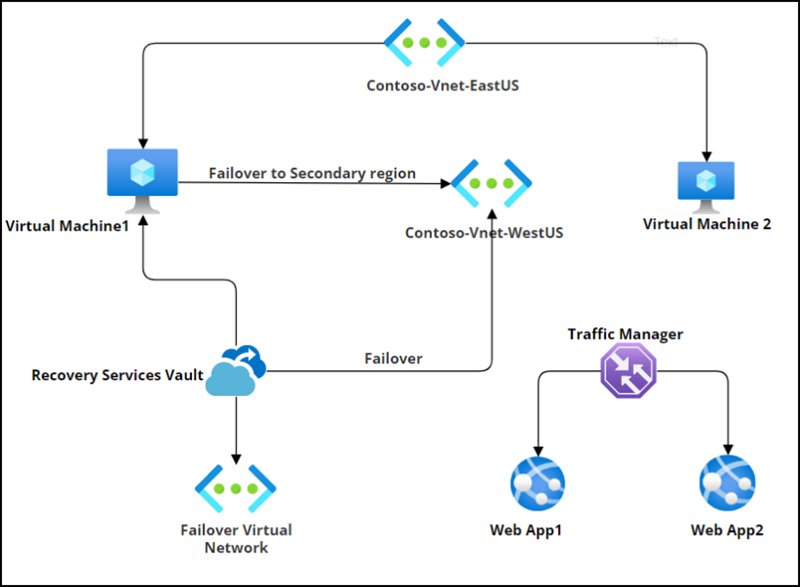 Text
Contoso-Vnet-EastUS
Failover to Secondary region
Virtual Machine1
Contoso-Vnet-WestUS
Virtual Machine 2
Traffic Manager
Failover
Recovery Services Vault
Web App1
Web App2
Failover Virtual
Network